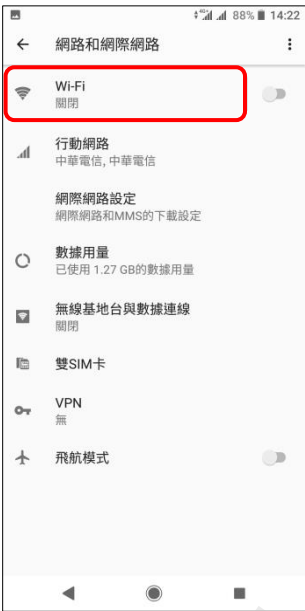 4G+ 88% 14:22
網路和網際網路
Wi-Fi
關閉
行動網路
中華電信, 中華電信
網際網路設定
網際網路和MMS的下載設定
數據用量
已使用 1.27 GB的數據用量
無線基地台與數據連線
關閉
雙SIM卡
VPN
無
飛航模式